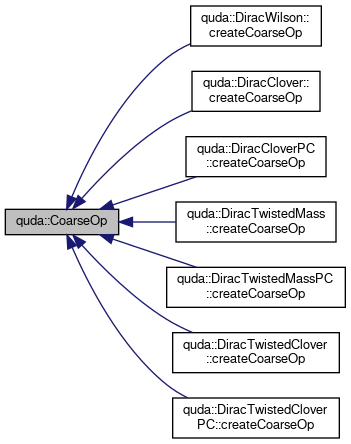 quda::DiracWilson::
createCoarseOp
quda::DiracClover::
createCoarseOp
quda::DiracCloverPC
::createCoarseOp
quda::CoarseOp
quda::DiracTwistedMass
::createCoarseOp
quda::DiracTwistedMassPC
::createCoarseOp
quda::DiracTwistedClover
::createCoarseOp
quda::DiracTwistedClover
PC::createCoarseOp